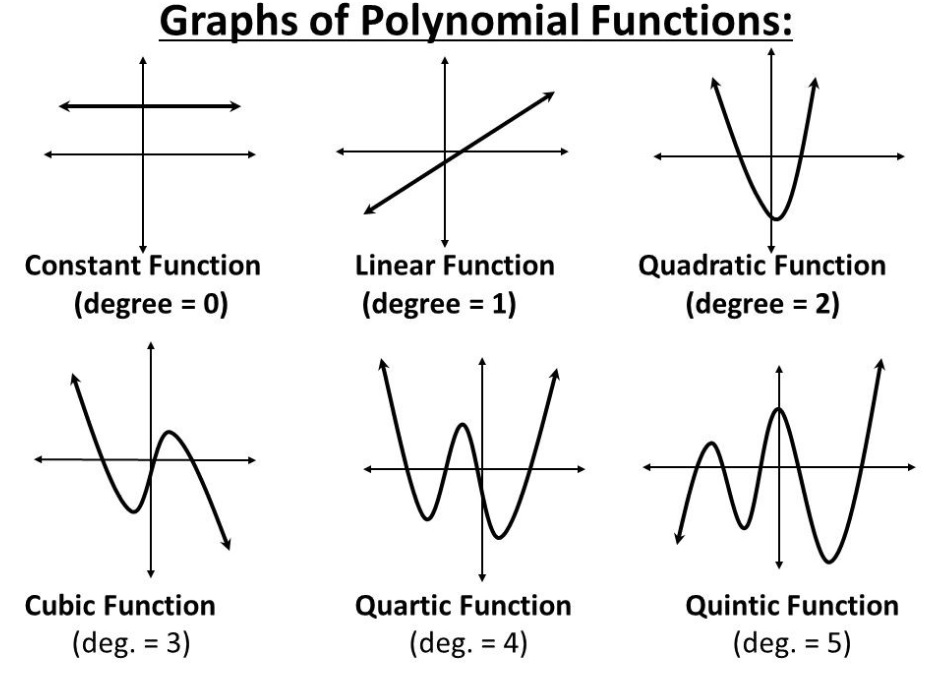 Graphs of Polynomial Functions:
Constant Function
(degree = 0)
Linear Function
(degree = 1)
Quadratic Function
(degree = 2)
Cubic Function
(deg. = 3)
Quartic Function
(deg. = 4)
Quintic Function
(deg. = 5)